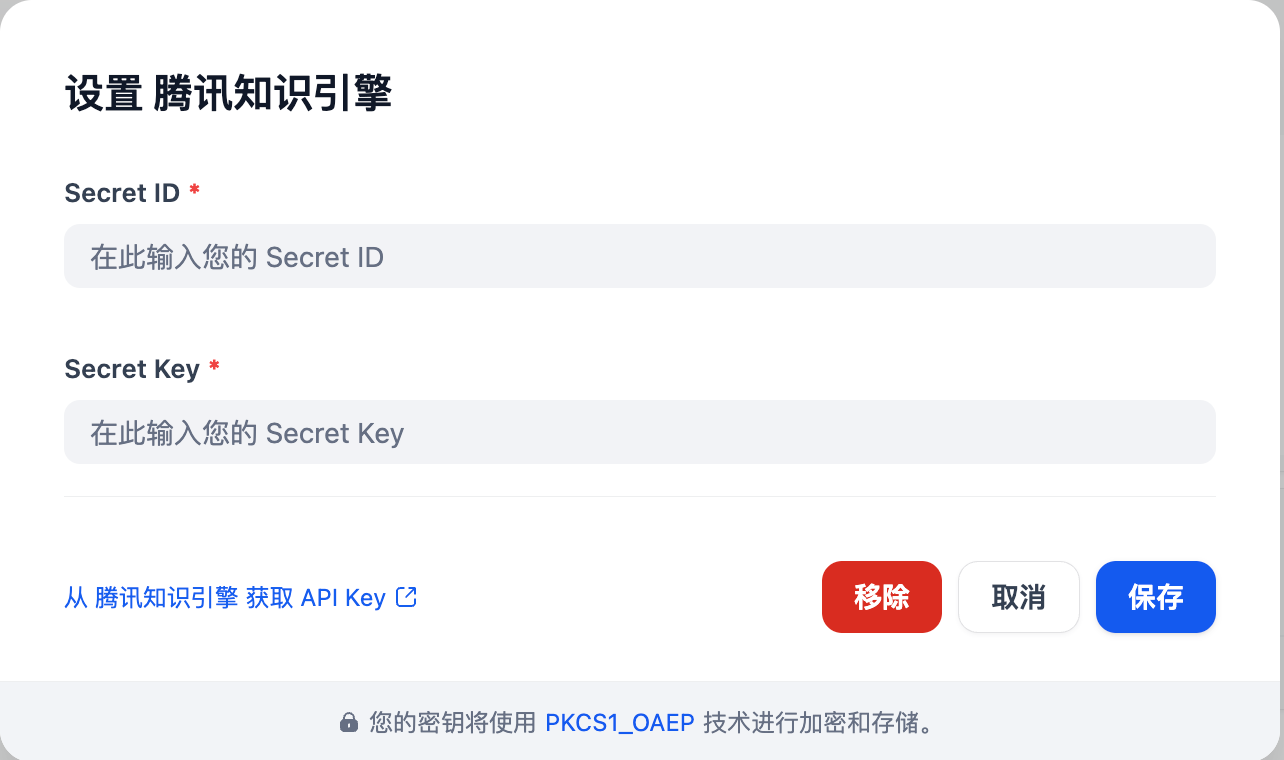 设置 腾讯知识引擎
Secret ID *
在此输入您的 Secret ID
Secret Key *
在此输入您的 Secret Key
从 腾讯知识引擎 获取 API Key
移除
取消
保存
您的密钥将使用 PKCS1_OAEP 技术进行加密和存储。